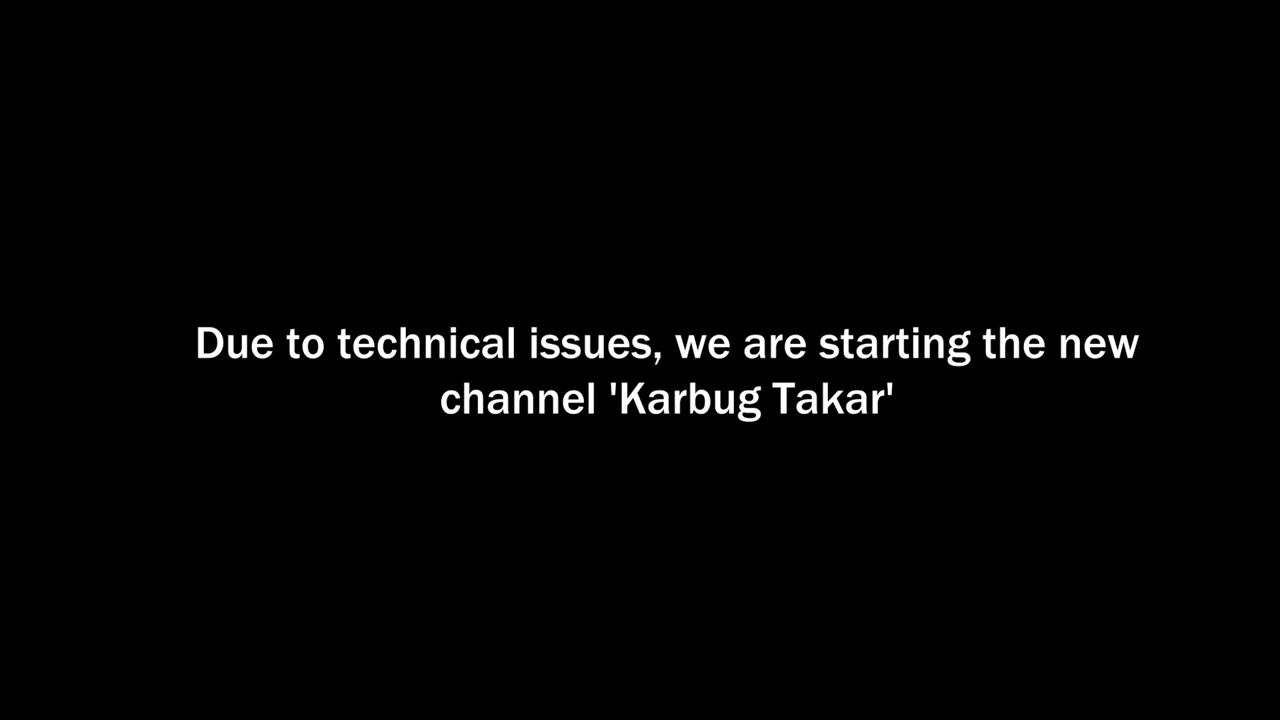 Due to technical issues, we are starting the new
channel 'Karbug Takar'